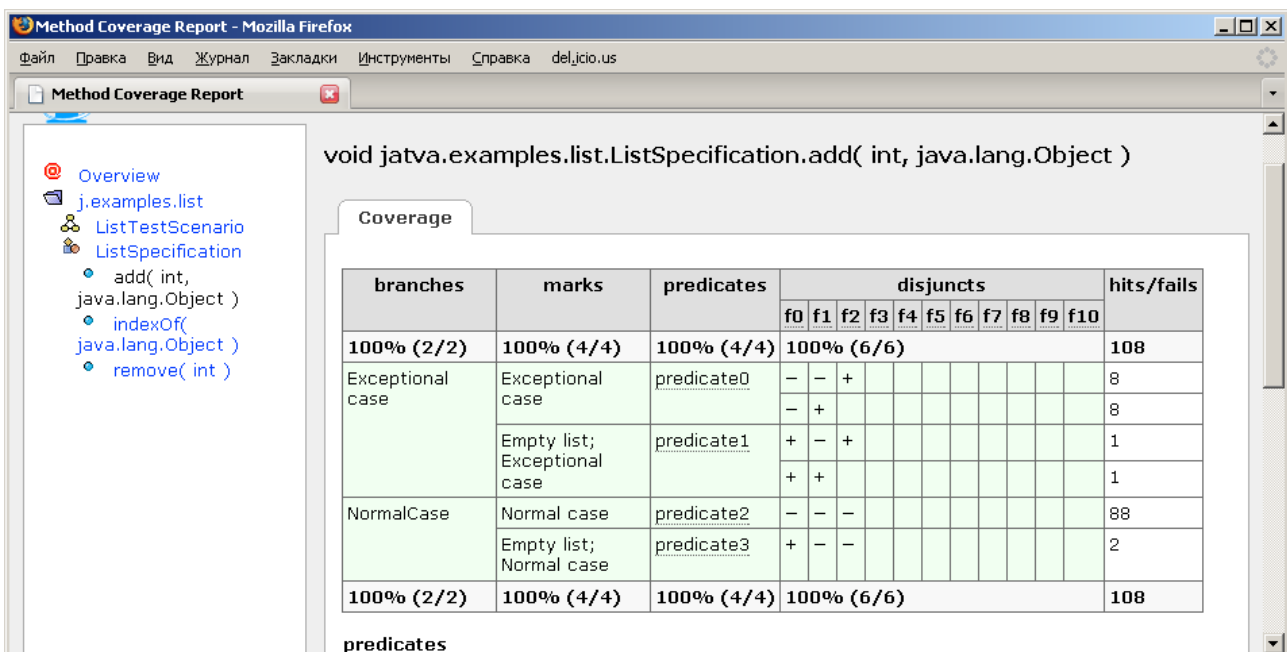 Method Coverage Report - Mozilla Firefox
Файл Правка Вид Журнал Закладки Инструменты Справка del.icio.us
Method Coverage Report
Overview
j.examples.list
ListTestScenario
ListSpecification
add( int,
java.lang.Object )
indexOf(
java.lang.Object )
remove( int )
void jatva.examples.list.ListSpecification.add( int, java.lang.Object )
Coverage
branches marks predicates disjuncts hits/fails
f0 f1 f2 f3 f4 f5 f6 f7 f8 f9 f10
100% (2/2) 100% (4/4) 100% (4/4) 100% (6/6) 108
Exceptional Exceptional predicate0 − − + 8
case case
− + 8
Empty list; predicate1 + − + 1
Exceptional
case + + 1
NormalCase Normal case predicate2 − − − 88
Empty list; predicate3 + − − 2
Normal case
100% (2/2) 100% (4/4) 100% (4/4) 100% (6/6) 108
predicates